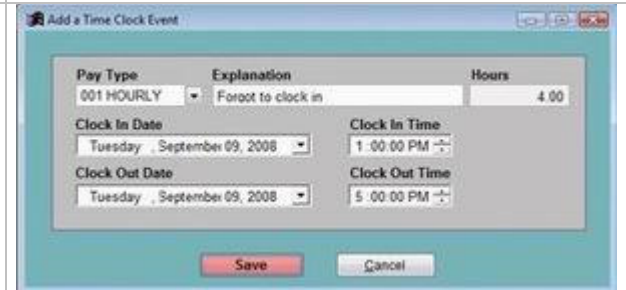 Add a Time Clock Event
Pay Type Explanation Hours
001 HOURLY Forgot to clock in 4.00
Clock In Date Clock In Time
Tuesday , September 09, 2008 1 :00:00 PM
Clock Out Date Clock Out Time
Tuesday , September 09, 2008 5 :00:00 PM
Save Cancel